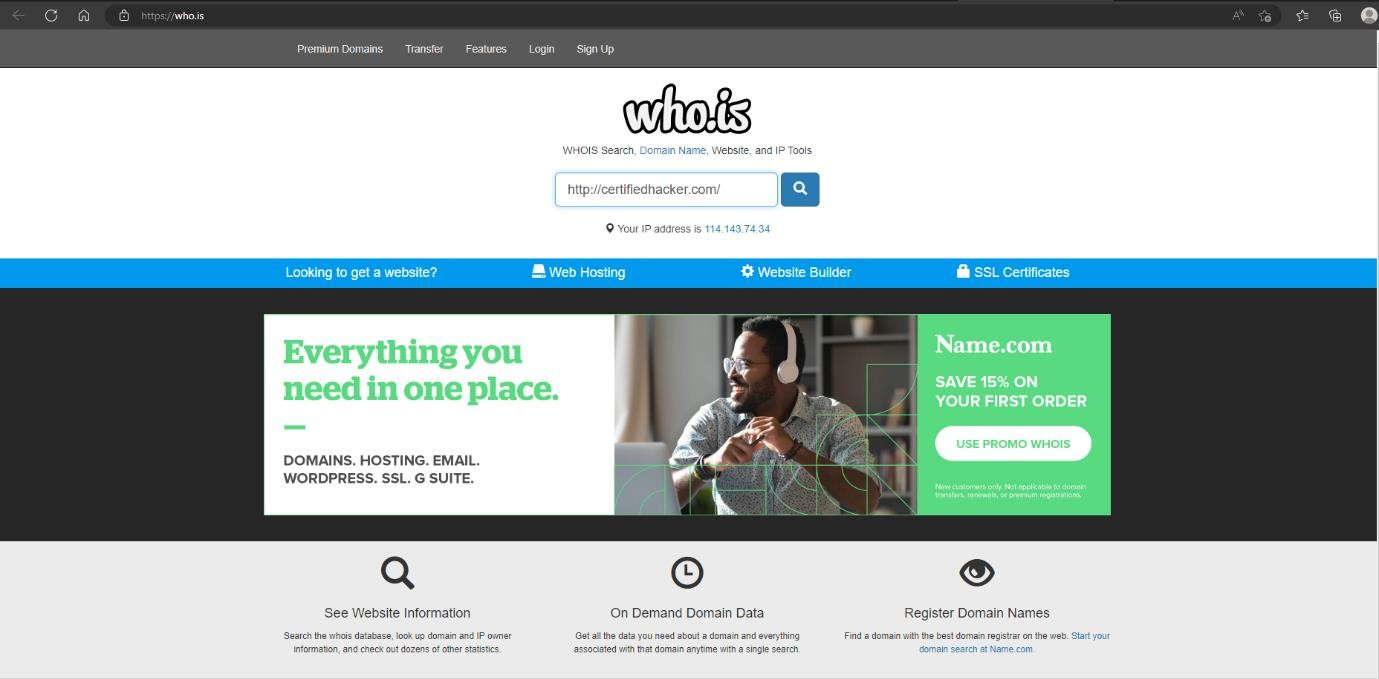 https://who.is
Premium Domains Transfer Features Login Sign Up
who.is
WHOIS Search, Domain Name, Website, and IP Tools
http://certifiedhacker.com/
Your IP address is 114.143.74.34
Looking to get a website? Web Hosting Website Builder SSL Certificates
Everything you
need in one place.
DOMAINS. HOSTING. EMAIL.
WORDPRESS. SSL. G SUITE.
Name.com
SAVE 15% ON
YOUR FIRST ORDER
USE PROMO WHOIS
New customers only. Not applicable to domain
transfers, renewals, or premium registrations.
See Website Information
Search the whois database, look up domain and IP owner
information, and check out dozens of other statistics.
On Demand Domain Data
Get all the data you need about a domain and everything
associated with that domain anytime with a single search.
Register Domain Names
Find a domain with the best domain registrar on the web. Start your
domain search at Name.com.